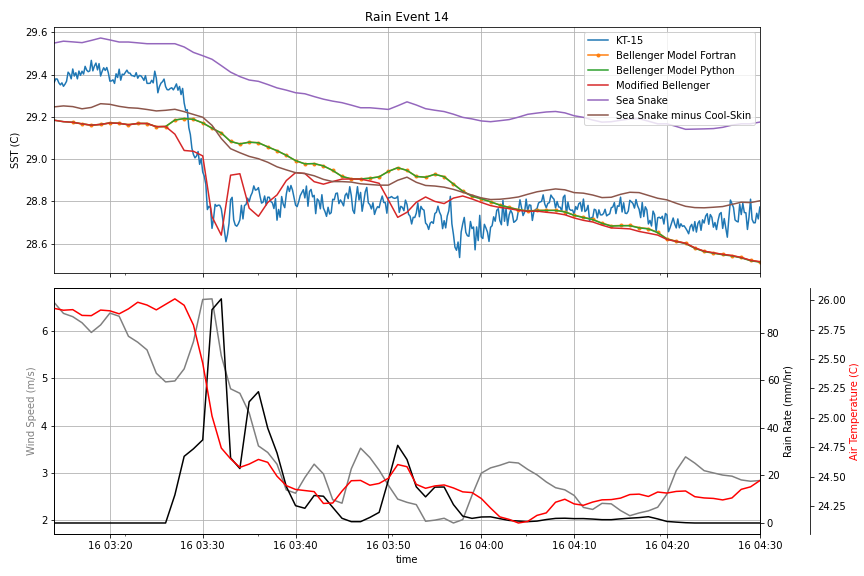 Rain Event 14
29.6
29.4
29.2
29.0
28.8
28.6
SST (C)
KT-15
Bellenger Model Fortran
Bellenger Model Python
Modified Bellenger
Sea Snake
Sea Snake minus Cool-Skin
6
5
4
3
2
Wind Speed (m/s)
80
60
40
20
0
Rain Rate (mm/hr)
26.00
25.75
25.50
25.25
25.00
24.75
24.50
24.25
Air Temperature (C)
16 03:20 16 03:30 16 03:40 16 03:50 16 04:00 16 04:10 16 04:20 16 04:30
time